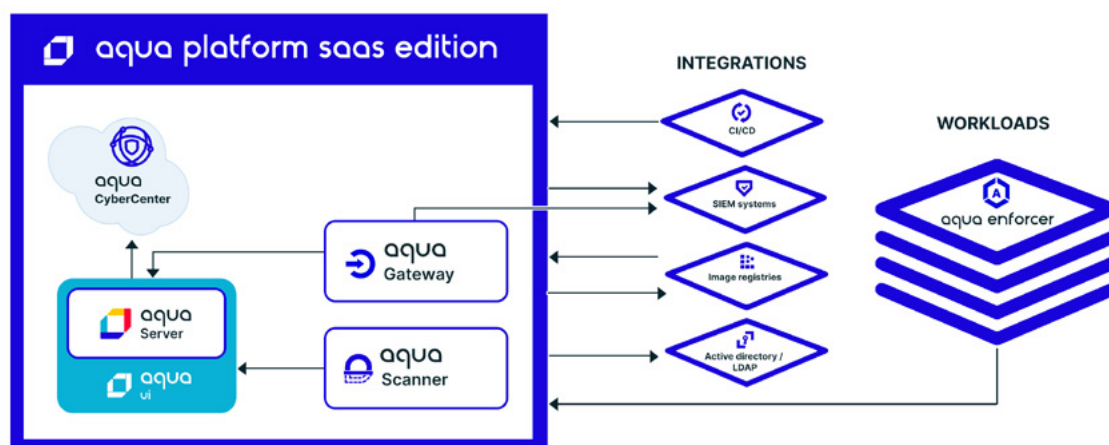 aqua platform saas edition
INTEGRATIONS
CI/CD
WORKLOADS
aqua
CyberCenter
SIEM systems
A
aqua enforcer
aqua
Gateway
Image registries
aqua
Server
aqua
Scanner
Active directory /
LDAP
aqua
ui